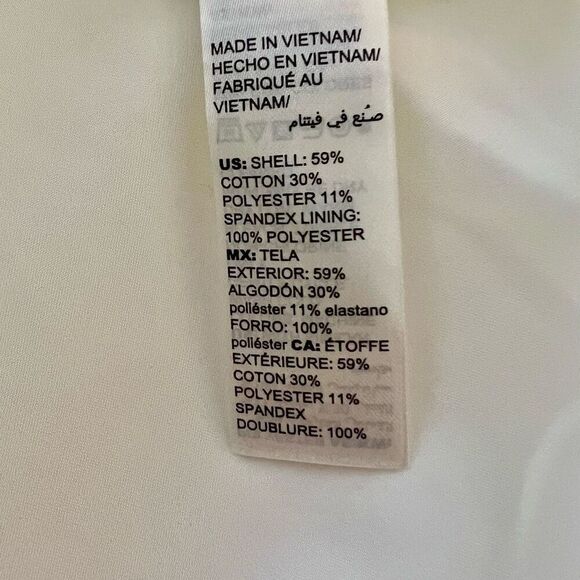 MADE IN VIETNAM/
HECHO EN VIETNAM/
FABRIQUÉ AU
VIETNAM/
صُنع في فيتنام
US: SHELL: 59%
COTTON 30%
POLYESTER 11%
SPANDEX LINING:
100% POLYESTER
MX: TELA
EXTERIOR: 59%
ALGODÓN 30%
poliéster 11% elastano
FORRO: 100%
poliéster CA: ÉTOFFE
EXTÉRIEURE: 59%
COTON 30%
POLYESTER 11%
SPANDEX
DOUBLURE: 100%